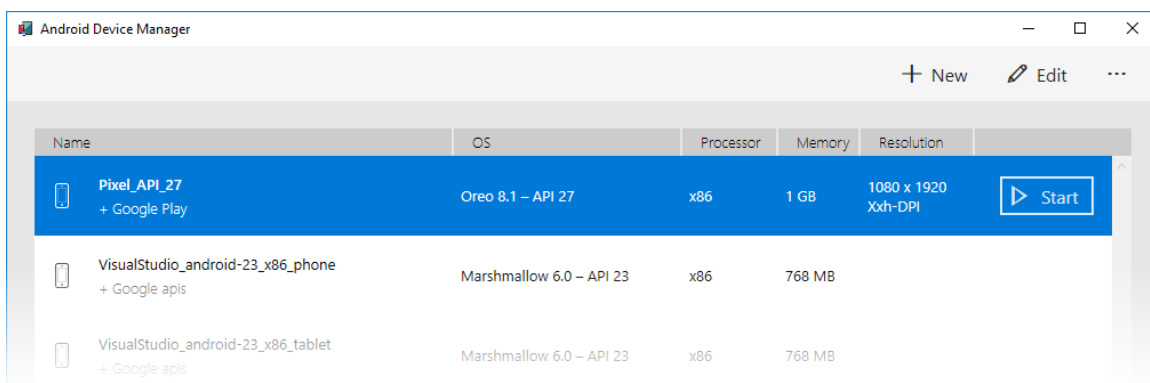 Android Device Manager
New Edit ...
Name OS Processor Memory Resolution
Pixel_API_27
+ Google Play
Oreo 8.1 – API 27 x86 1 GB
1080 x 1920
Xxh-DPI
Start
VisualStudio_android-23_x86_phone
+ Google apis
Marshmallow 6.0 – API 23 x86 768 MB
VisualStudio_android-23_x86_tablet
+ Google apis
Marshmallow 6.0 – API 23 x86 768 MB